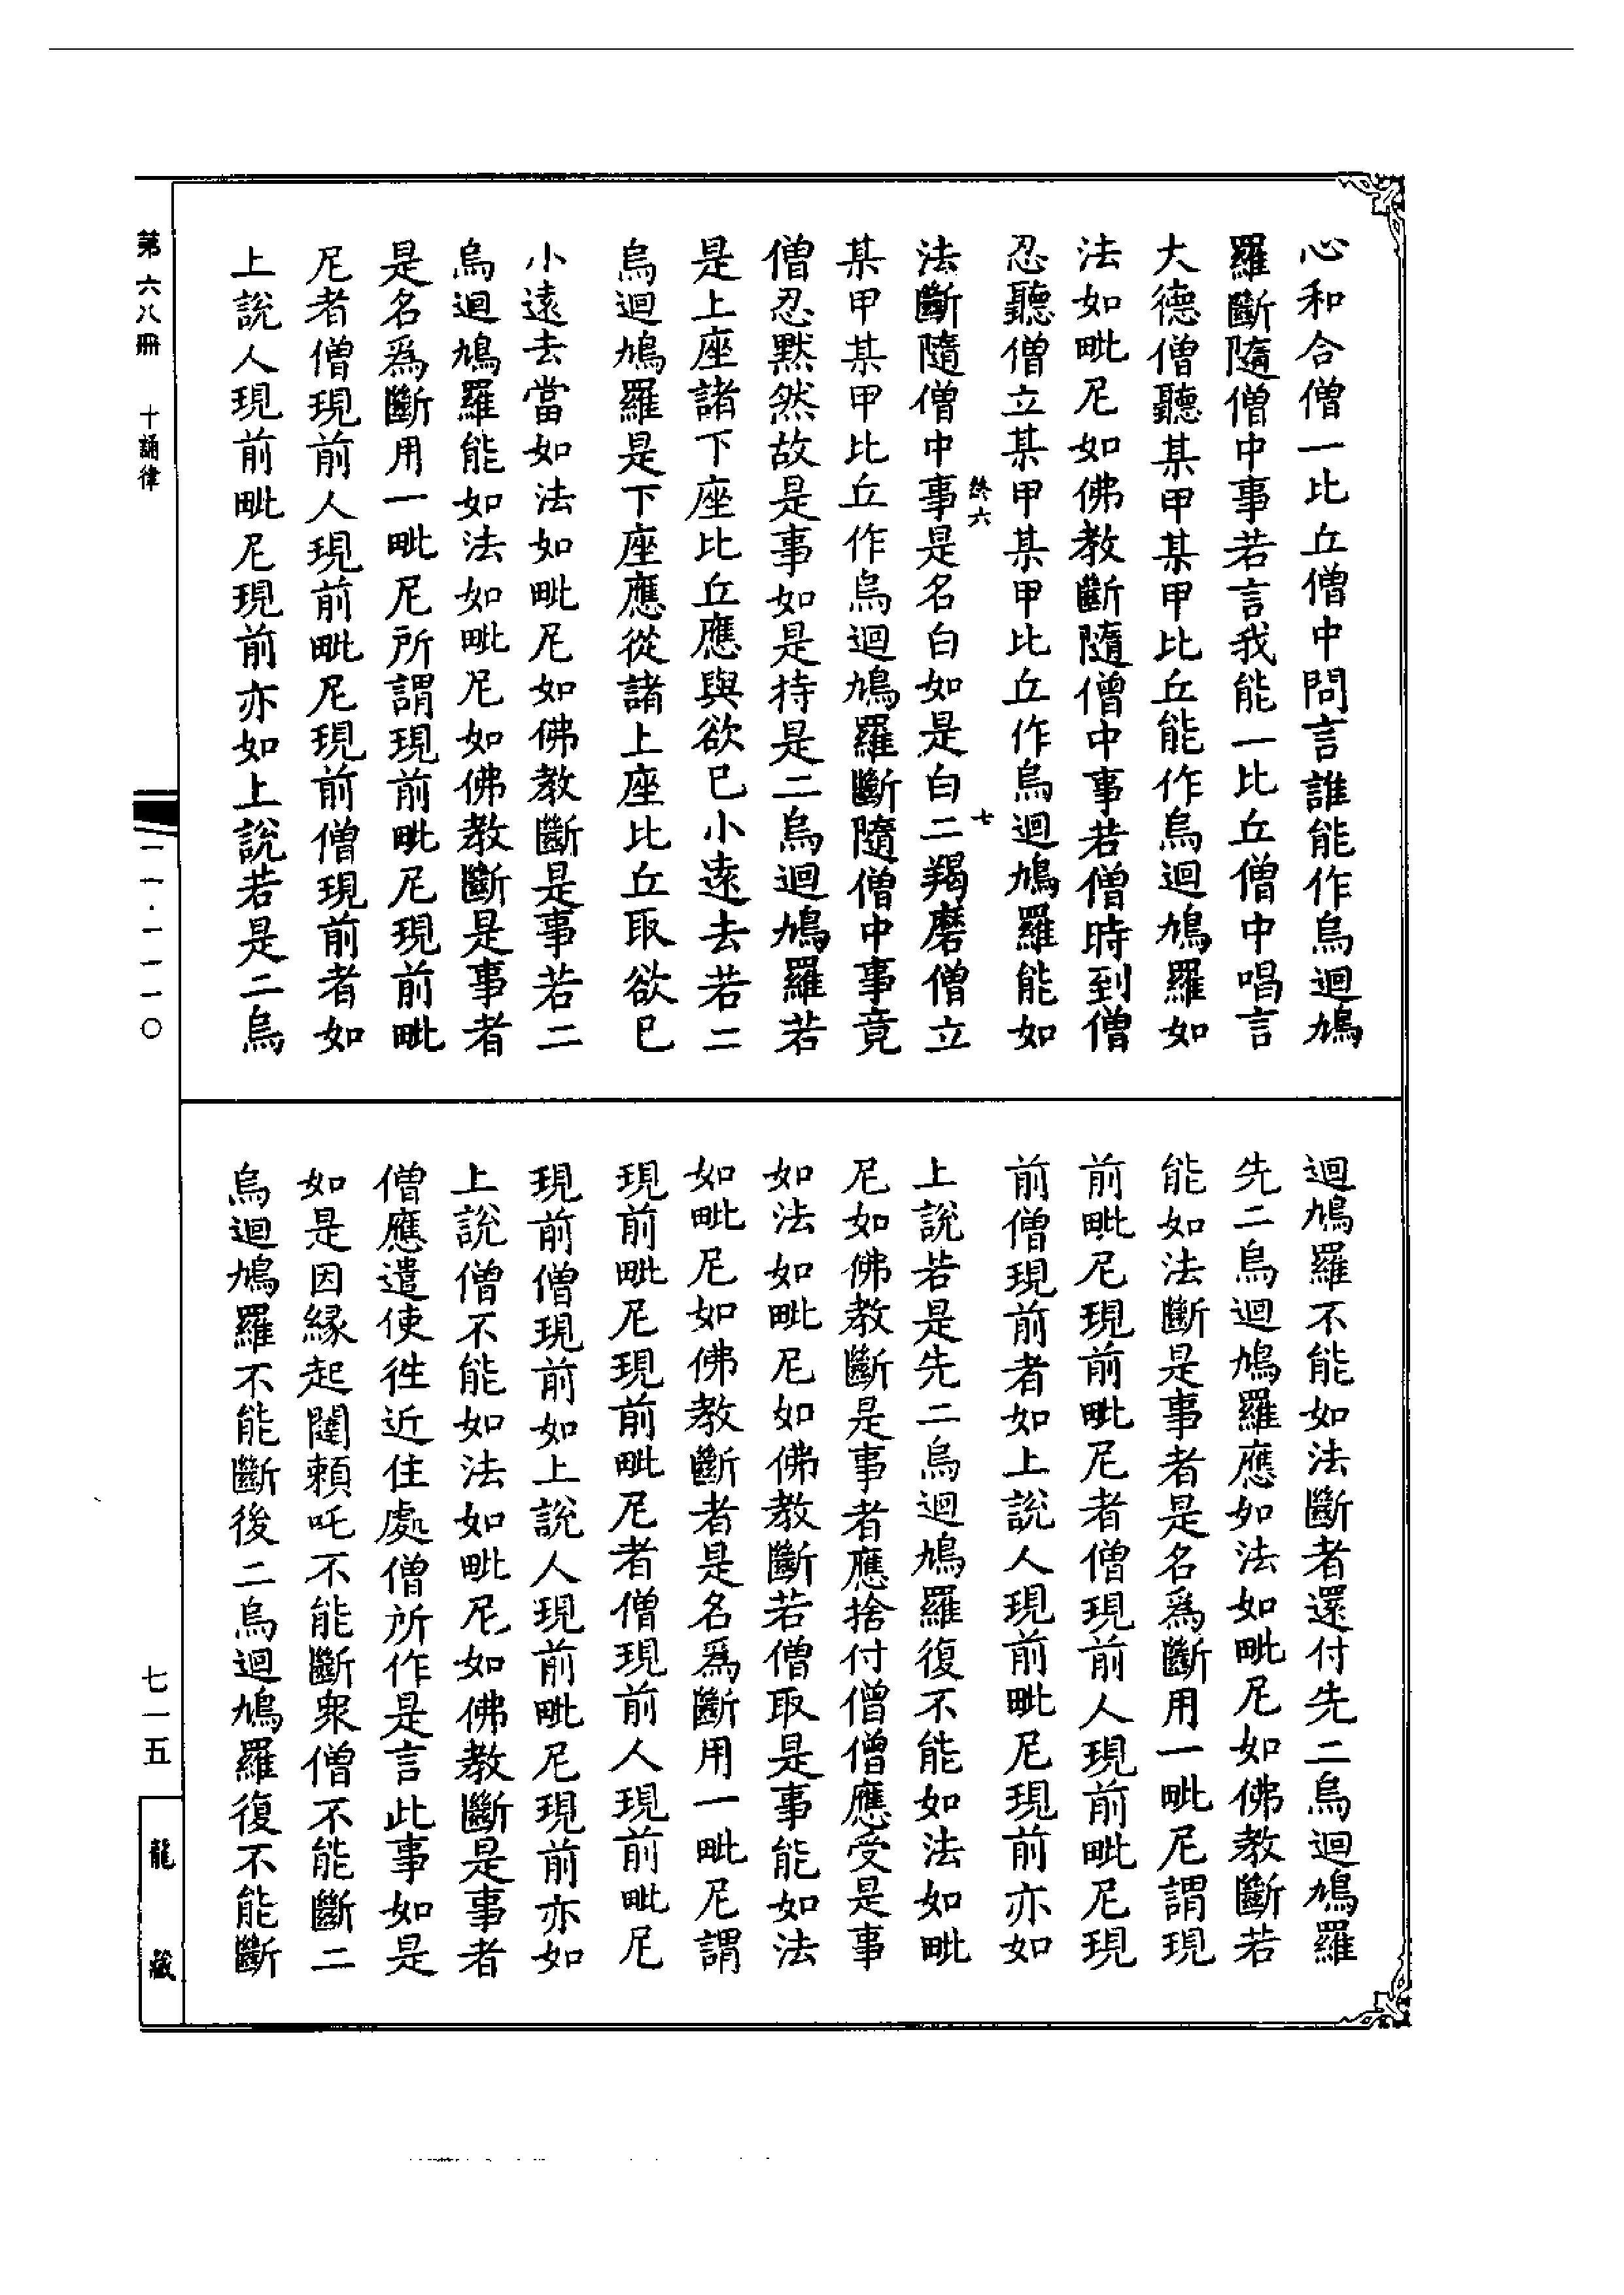 心和合僧一比丘僧中問言誰能作烏迴鳩
羅斷隨僧中事若言我能一比丘僧中唱言
大德僧聽某甲某甲比丘能作烏迴鳩羅如
法如毗尼如佛教斷隨僧中事若僧時到僧
忍聽僧立某甲某甲比丘作烏迴鳩羅能如
終六
七
法斷隨僧中事是名白如是白二羯磨僧立
某甲某甲比丘作烏迴鳩羅斷隨僧中事竟
僧忍默然故是事如是持是二烏迴鳩羅若
是上座諸下座比丘應與欲已小遠去若二
烏迴鳩羅是下座應從諸上座比丘取欲已
小遠去當如法如毗尼如佛教斷是事若二
烏迴鳩羅能如法如毗尼如佛教斷是事者
是名爲斷用一毗尼所謂現前毗尼現前毗
尼者僧現前人現前毗尼現前僧現前者如
上說人現前毗尼現前亦如上說若是二烏
迴鳩羅不能如法斷者還付先二烏迴鳩羅
先二烏迴鳩羅應如法如毗尼如佛教斷若
能如法斷是事者是名爲斷用一毗尼謂現
前毗尼現前毗尼者僧現前人現前毗尼現
前僧現前者如上說人現前毗尼現前亦如
上說若是先二烏迴鳩羅復不能如法如毗
尼如佛教斷是事者應捨付僧僧應受是事
如法如毗尼如佛教斷若僧取是事能如法
如毗尼如佛教斷者是名爲斷用一毗尼謂
現前毗尼現前毗尼者僧現前人現前毗尼
現前僧現前如上說人現前毗尼現前亦如
上說僧不能如法如毗尼如佛教斷是事者
僧應遣使徃近住處僧所作是言此事如是
如是因緣起闥賴吒不能斷衆僧不能斷二
烏迴鳩羅不能斷後二烏迴鳩羅復不能斷
第六八冊 十誦律
一一·一一一〇
七一五
龍藏